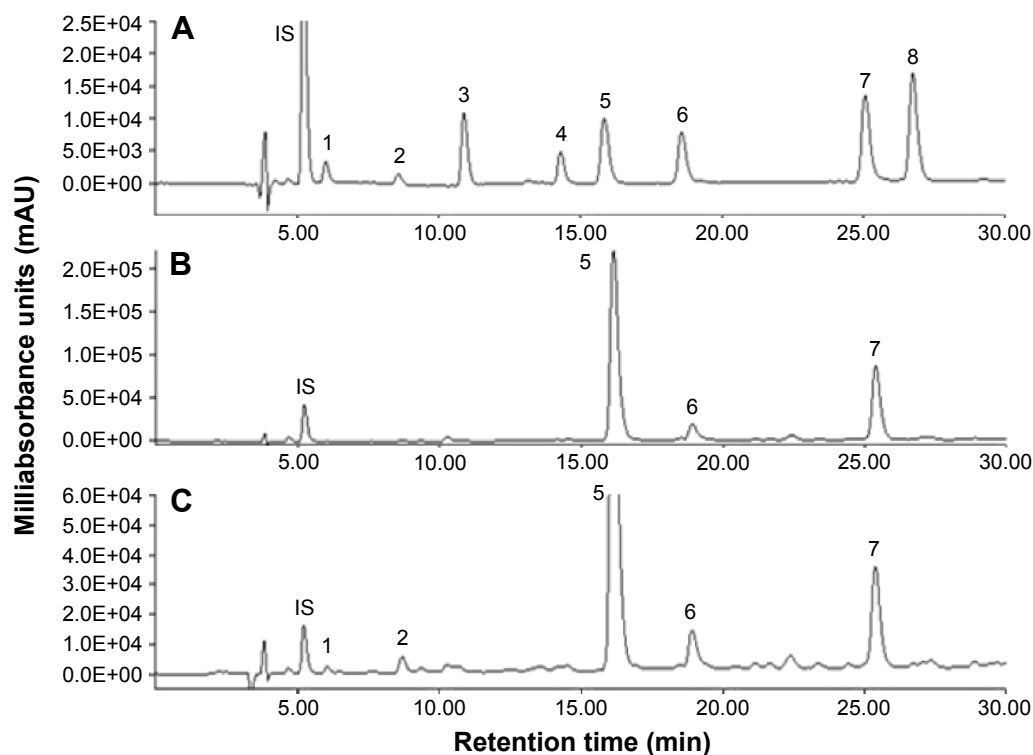 Milliabsorbance units (mAU)
A
2.5E+04
2.0E+04
1.5E+04
1.0E+04
5.0E+03
0.0E+00
IS
1
2
3
4
5
6
7
8
5.00 10.00 15.00 20.00 25.00 30.00
B
2.0E+05
1.5E+05
1.0E+05
5.0E+04
0.0E+00
IS
5
6
7
5.00 10.00 15.00 20.00 25.00 30.00
C
6.0E+04
5.0E+04
4.0E+04
3.0E+04
2.0E+04
1.0E+04
0.0E+00
IS
1
2
5
6
7
5.00 10.00 15.00 20.00 25.00 30.00
Retention time (min)